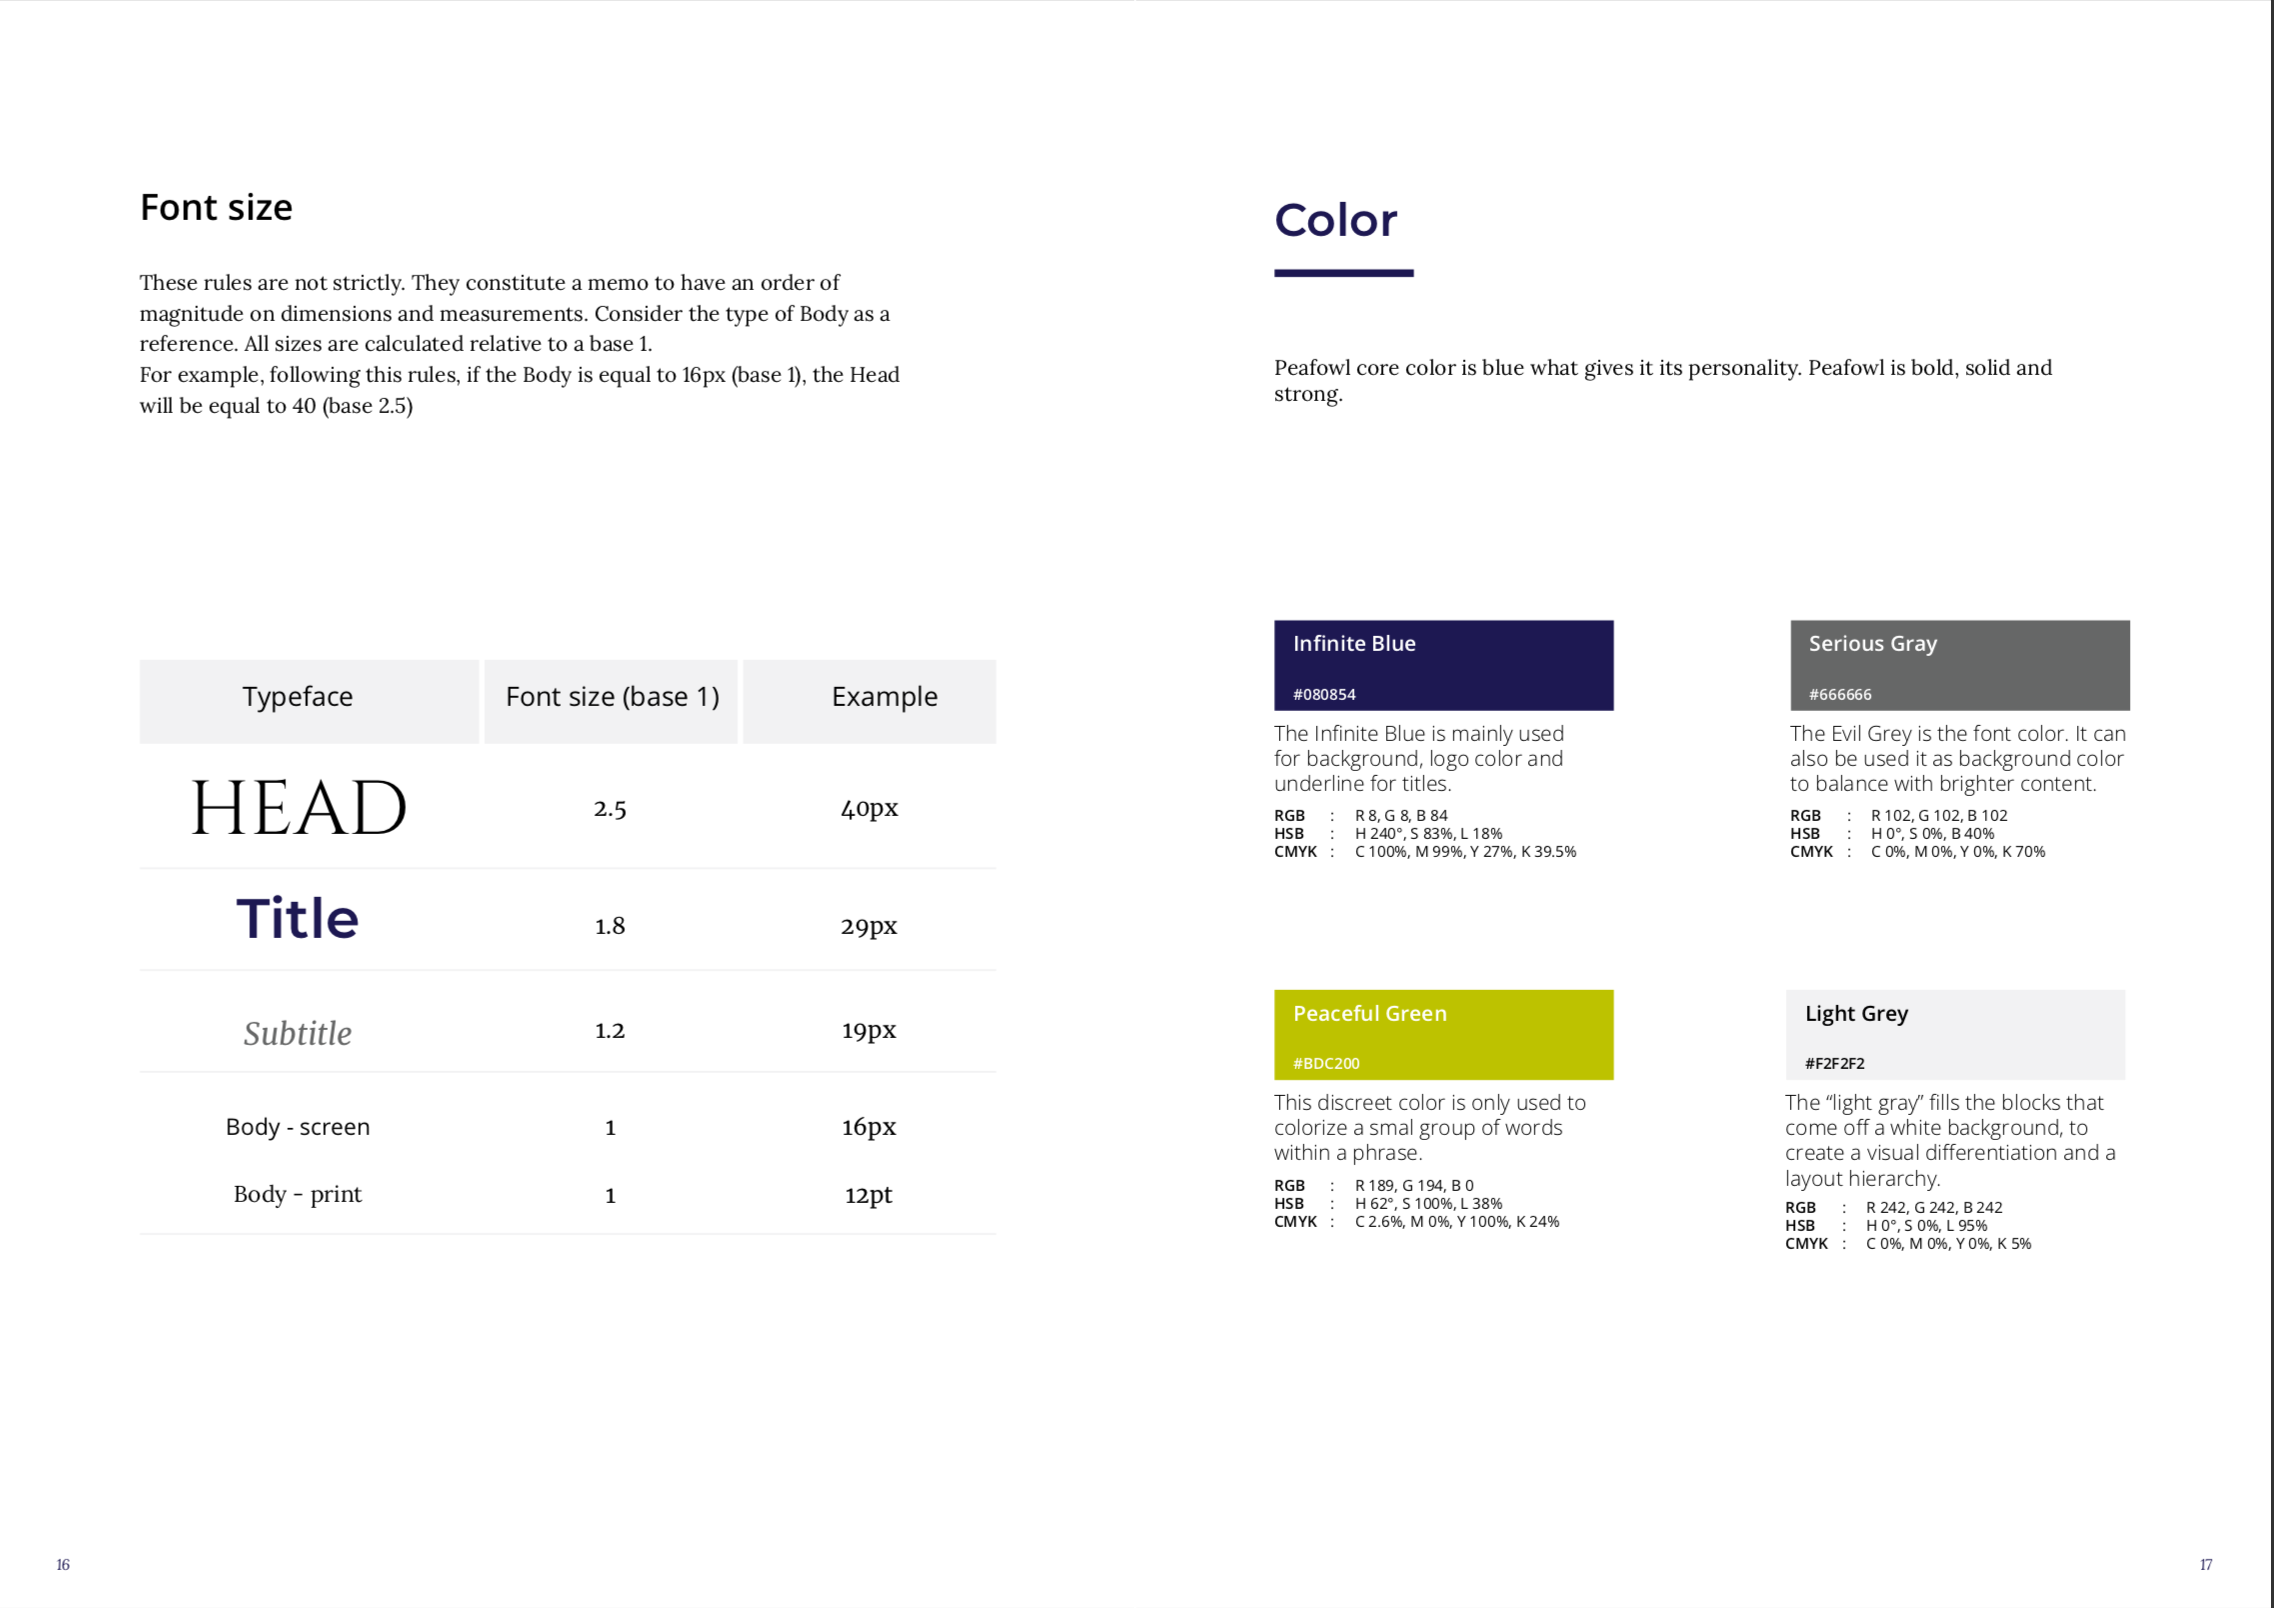 Font size
These rules are not strictly. They constitute a memo to have an order of
magnitude on dimensions and measurements. Consider the type of Body as a
reference. All sizes are calculated relative to a base 1.
For example, following this rules, if the Body is equal to 16px (base 1), the Head
will be equal to 40 (base 2.5)
Typeface Font size (base 1) Example
HEAD 2.5 40px
Title 1.8 29px
Subtitle 1.2 19px
Body - screen 1 16px
Body - print 1 12pt
16
Color
Peafowl core color is blue what gives it its personality. Peafowl is bold, solid and
strong.
Infinite Blue
#080854
The Infinite Blue is mainly used
for background, logo color and
underline for titles.
RGB : R 8, G 8, B 84
HSB : H 240°, S 83%, L 18%
CMYK : C 100%, M 99%, Y 27%, K 39.5%
Serious Gray
#666666
The Evil Grey is the font color. It can
also be used it as background color
to balance with brighter content.
RGB : R 102, G 102, B 102
HSB : H 0°, S 0%, B 40%
CMYK : C 0%, M 0%, Y 0%, K 70%
Peaceful Green
#BDC200
This discreet color is only used to
colorize a smal group of words
within a phrase.
RGB : R 189, G 194, B 0
HSB : H 62°, S 100%, L 38%
CMYK : C 2.6%, M 0%, Y 100%, K 24%
Light Grey
#F2F2F2
The “light gray” fills the blocks that
come off a white background, to
create a visual differentiation and a
layout hierarchy.
RGB : R 242, G 242, B 242
HSB : H 0°, S 0%, L 95%
CMYK : C 0%, M 0%, Y 0%, K 5%
17